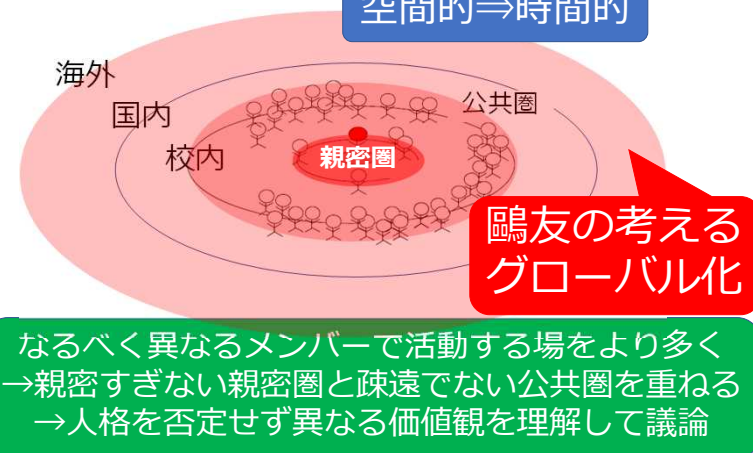 空間的⇒時間的
海外
国内
校内
公共圏
親密圏
鷗友の考える
グローバル化
なるべく異なるメンバーで活動する場をより多く
→親密すぎない親密圏と疎遠でない公共圏を重ねる
→人格を否定せず異なる価値観を理解して議論